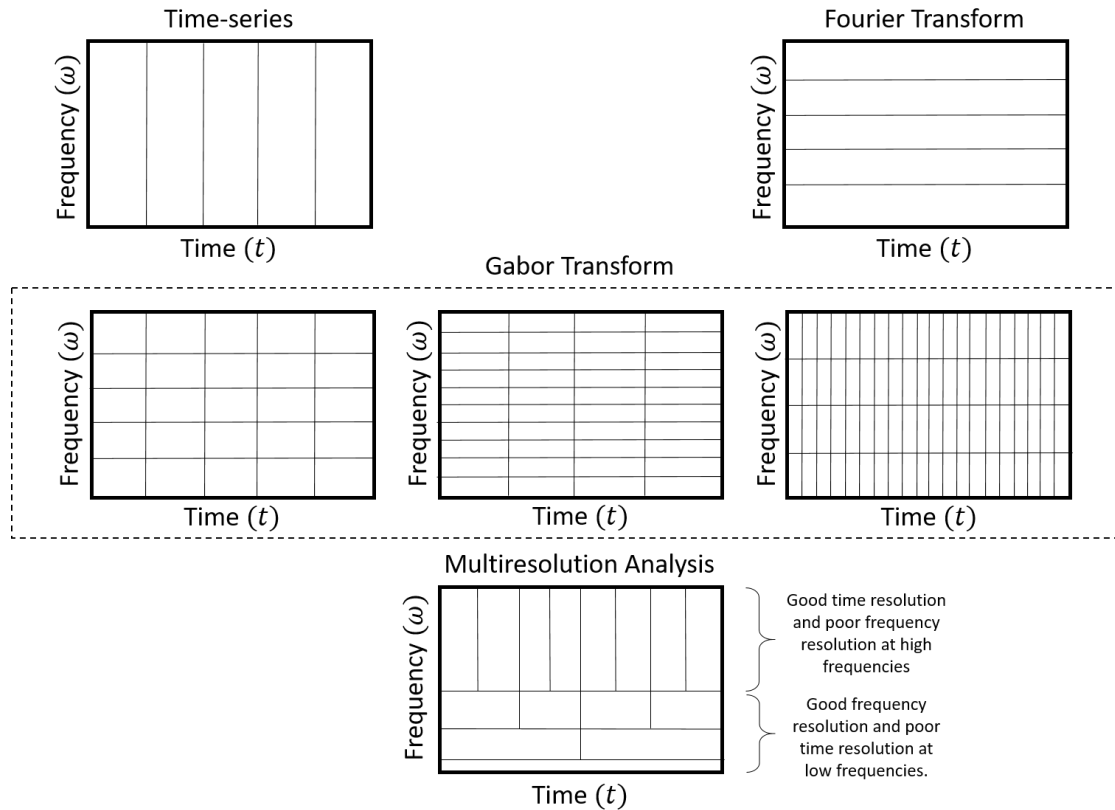 Time-series
Fourier Transform
Frequency (ω)
Time (t)
Frequency (ω)
Time (t)
Gabor Transform
Frequency (ω)
Time (t)
Frequency (ω)
Time (t)
Frequency (ω)
Time (t)
Multiresolution Analysis
Frequency (ω)
Time (t)
Good time resolution
and poor frequency
resolution at high
frequencies
Good frequency
resolution and poor
time resolution at
low frequencies.